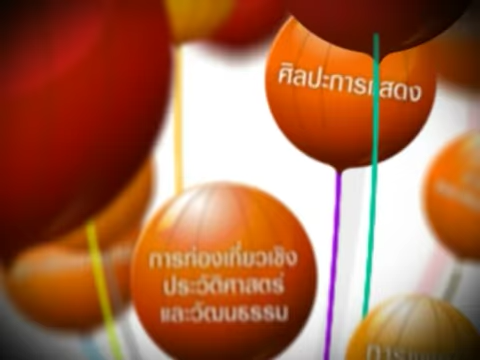 ศิลปะการแสดง
การท่องเที่ยวเชิง
ประวัติศาสตร์
และวัฒนธรรม